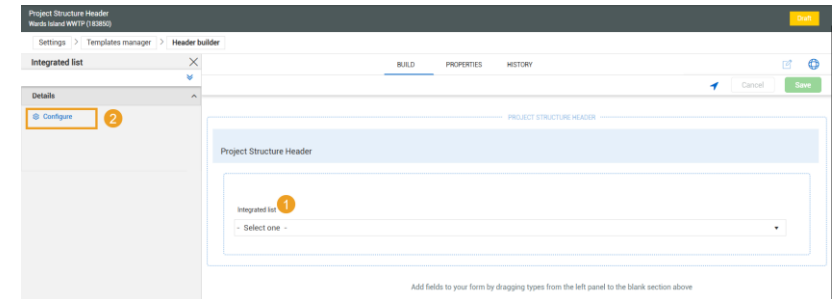 Project Structure Header
Wards Island WWTP (183850)
Draft
Settings > Templates manager > Header builder
Integrated list
BUILD PROPERTIES HISTORY
Cancel Save
Details
Configure 2
PROJECT STRUCTURE HEADER
Project Structure Header
Integrated list 1
- Select one -
Add fields to your form by dragging types from the left panel to the blank section above